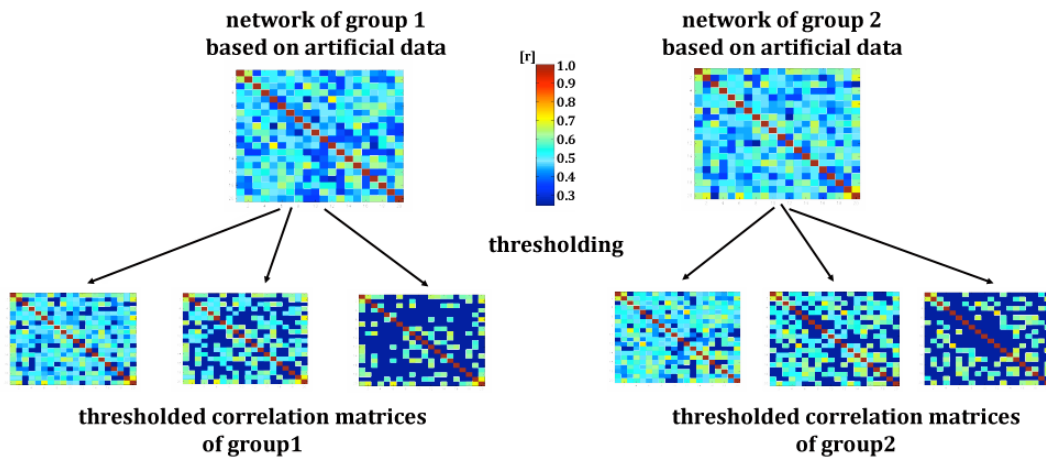 network of group 1
based on artificial data
network of group 2
based on artificial data
[r]
1.0
0.9
0.8
0.7
0.6
0.5
0.4
0.3
thresholding
thresholded correlation matrices
of group1
thresholded correlation matrices
of group2